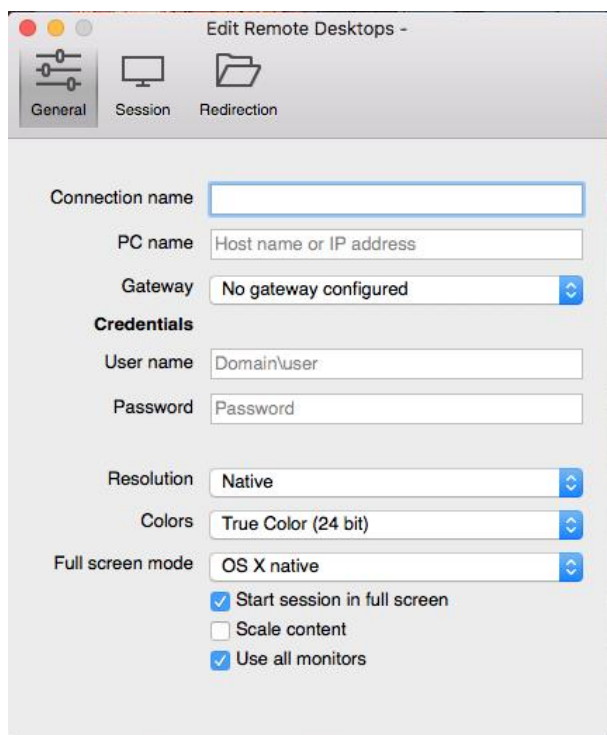 Edit Remote Desktops -
General Session Redirection
Connection name
PC name Host name or IP address
Gateway No gateway configured
Credentials
User name Domain\user
Password Password
Resolution Native
Colors True Color (24 bit)
Full screen mode OS X native
Start session in full screen
Scale content
Use all monitors